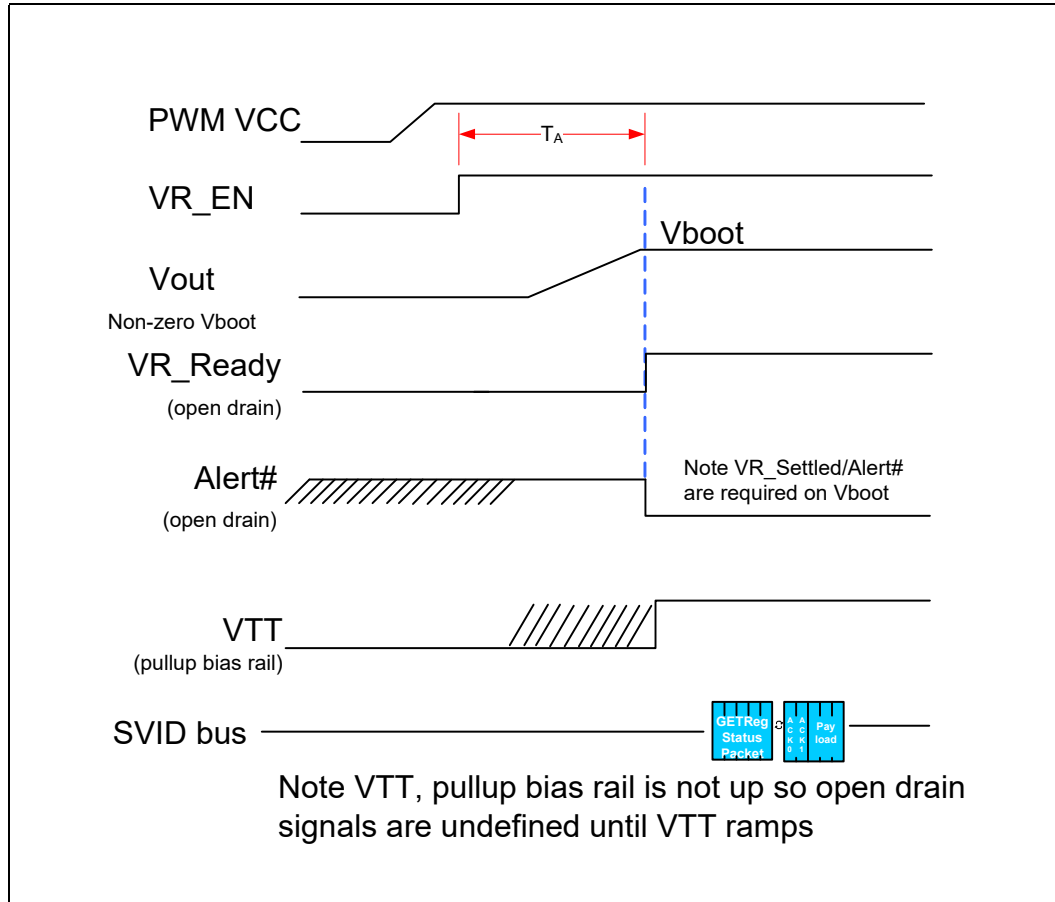 PWM VCC
TA
VR_EN
Vboot
Vout
Non-zero Vboot
VR_Ready
(open drain)
Alert#
(open drain)
Note VR_Settled/Alert#
are required on Vboot
VTT
(pullup bias rail)
SVID bus
GETReg
Status
Packet
ACK0
ACK1
Pay
load
Note VTT, pullup bias rail is not up so open drain
signals are undefined until VTT ramps